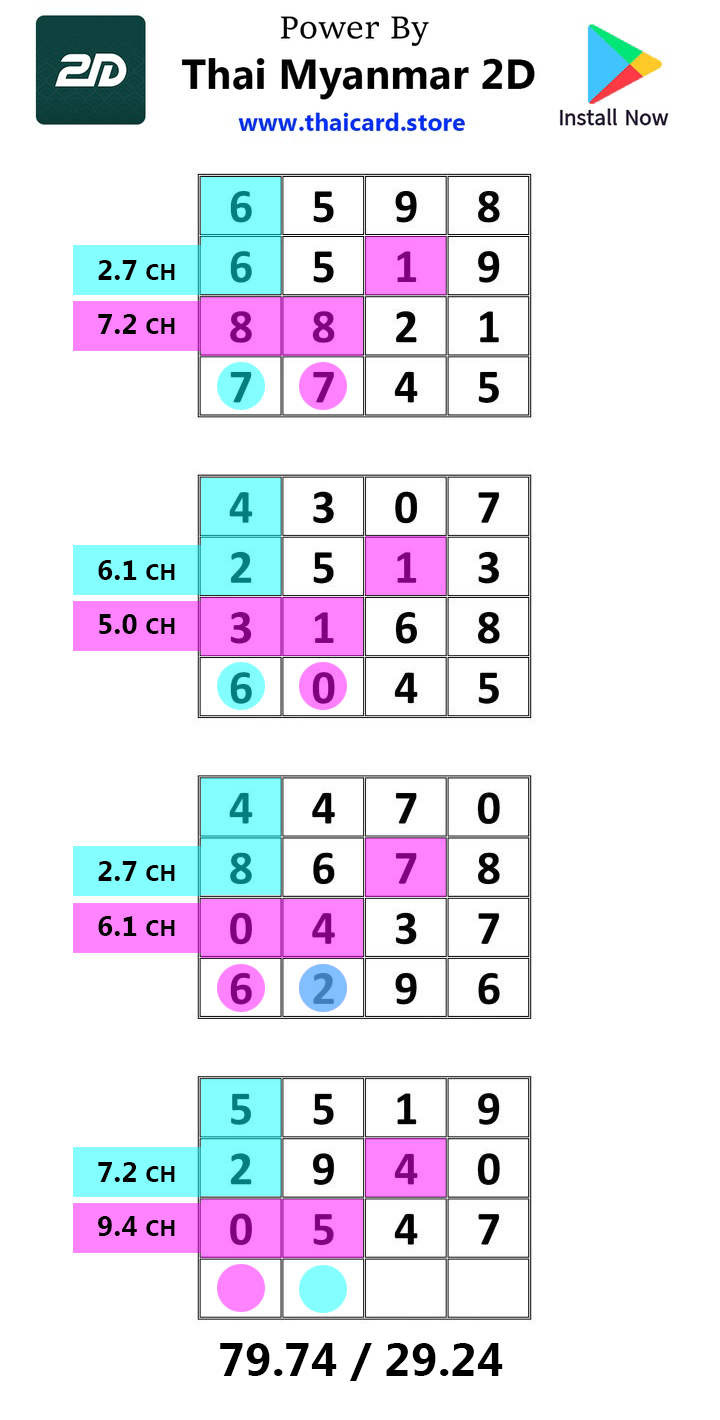 Power By
2D
Thai Myanmar 2D
www.thaicard.store
Install Now
6 5 9 8
2.7 CH 6 5 1 9
7.2 CH 8 8 2 1
7 7 4 5
4 3 0 7
6.1 CH 2 5 1 3
5.0 CH 3 1 6 8
6 0 4 5
4 4 7 0
2.7 CH 8 6 7 8
6.1 CH 0 4 3 7
6 2 9 6
5 5 1 9
7.2 CH 2 9 4 0
9.4 CH 0 5 4 7
79.74 / 29.24